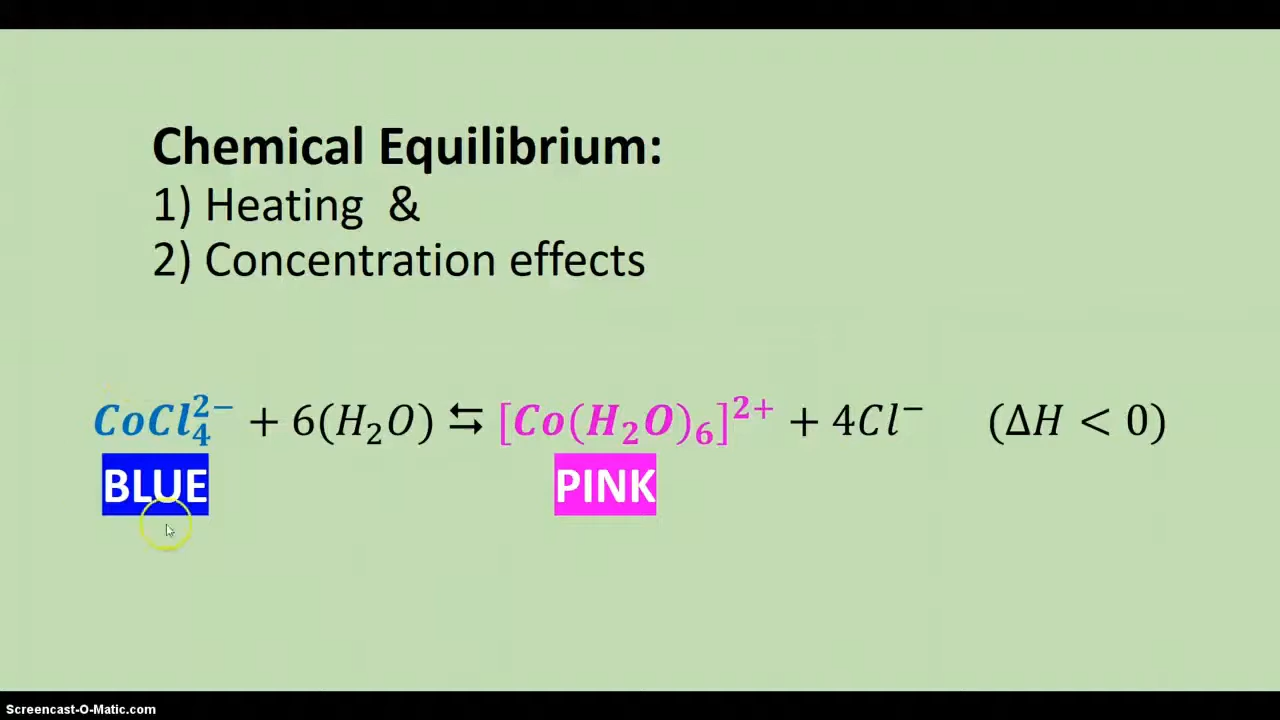 Chemical Equilibrium:
1) Heating &
2) Concentration effects
CoCl₄²⁻ + 6(H₂O) ⇆ [Co(H₂O)₆]²⁺ + 4Cl⁻ (ΔH < 0)
BLUE PINK
Screencast-O-Matic.com